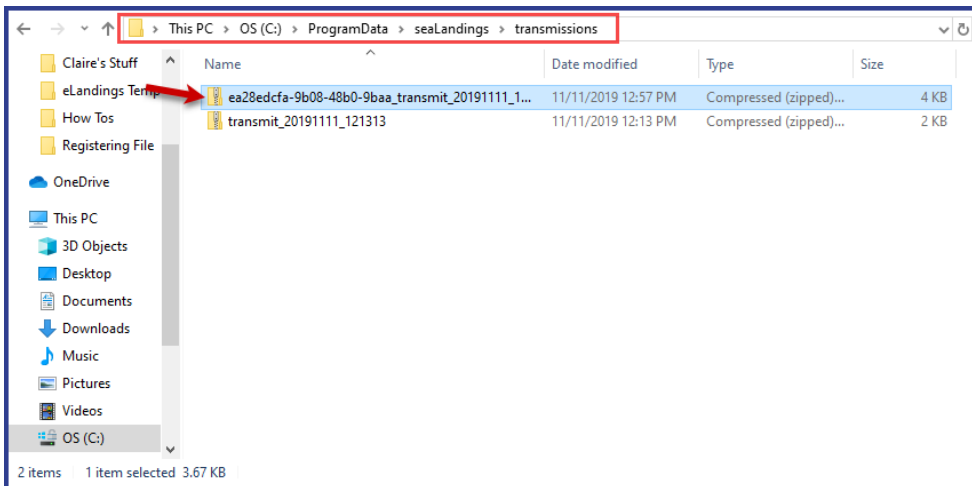 This PC > OS (C:) > ProgramData > seaLandings > transmissions
Claire's Stuff
eLandings Temp
How Tos
Registering File
OneDrive
This PC
3D Objects
Desktop
Documents
Downloads
Music
Pictures
Videos
OS (C:)
Name Date modified Type Size
ea28edcfa-9b08-48b0-9baa_transmit_20191111_1... 11/11/2019 12:57 PM Compressed (zipped)... 4 KB
transmit_20191111_121313 11/11/2019 12:13 PM Compressed (zipped)... 2 KB
2 items 1 item selected 3.67 KB